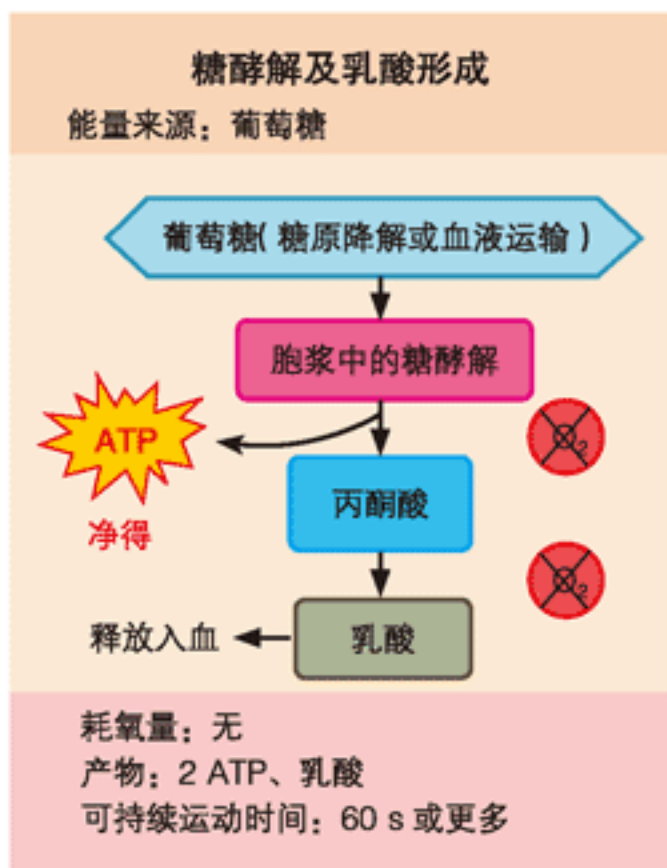 糖酵解及乳酸形成
能量来源：葡萄糖
葡萄糖（糖原降解或血液运输）
胞浆中的糖酵解
ATP
O2
丙酮酸
净得
O2
释放入血
乳酸
耗氧量：无
产物：2 ATP、乳酸
可持续运动时间：60 s 或更多